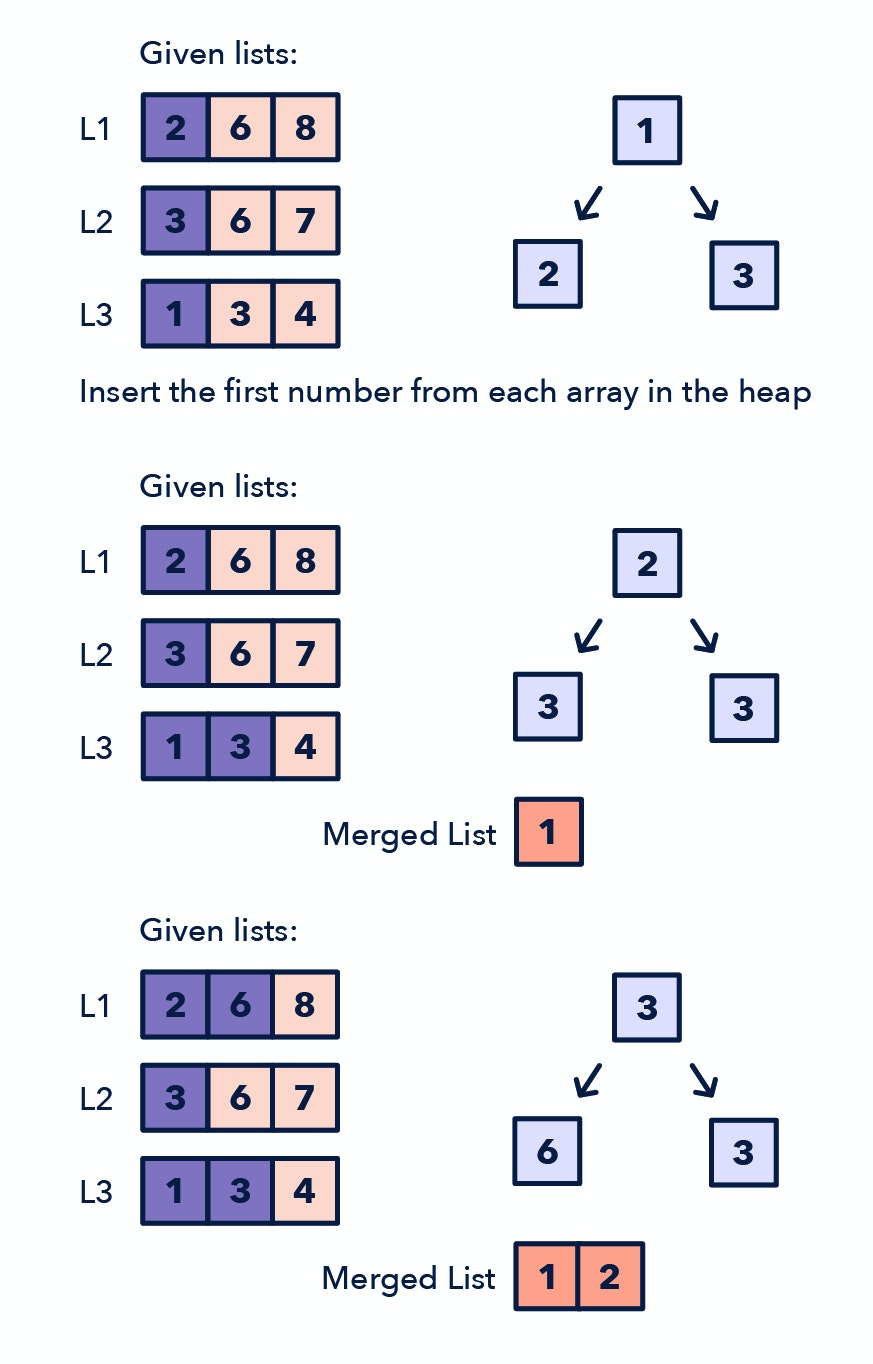 Given lists:
L1 2 6 8
L2 3 6 7
L3 1 3 4
1
2 3
Insert the first number from each array in the heap
Given lists:
L1 2 6 8
L2 3 6 7
L3 1 3 4
2
3 3
Merged List 1
Given lists:
L1 2 6 8
L2 3 6 7
L3 1 3 4
3
6 3
Merged List 1 2